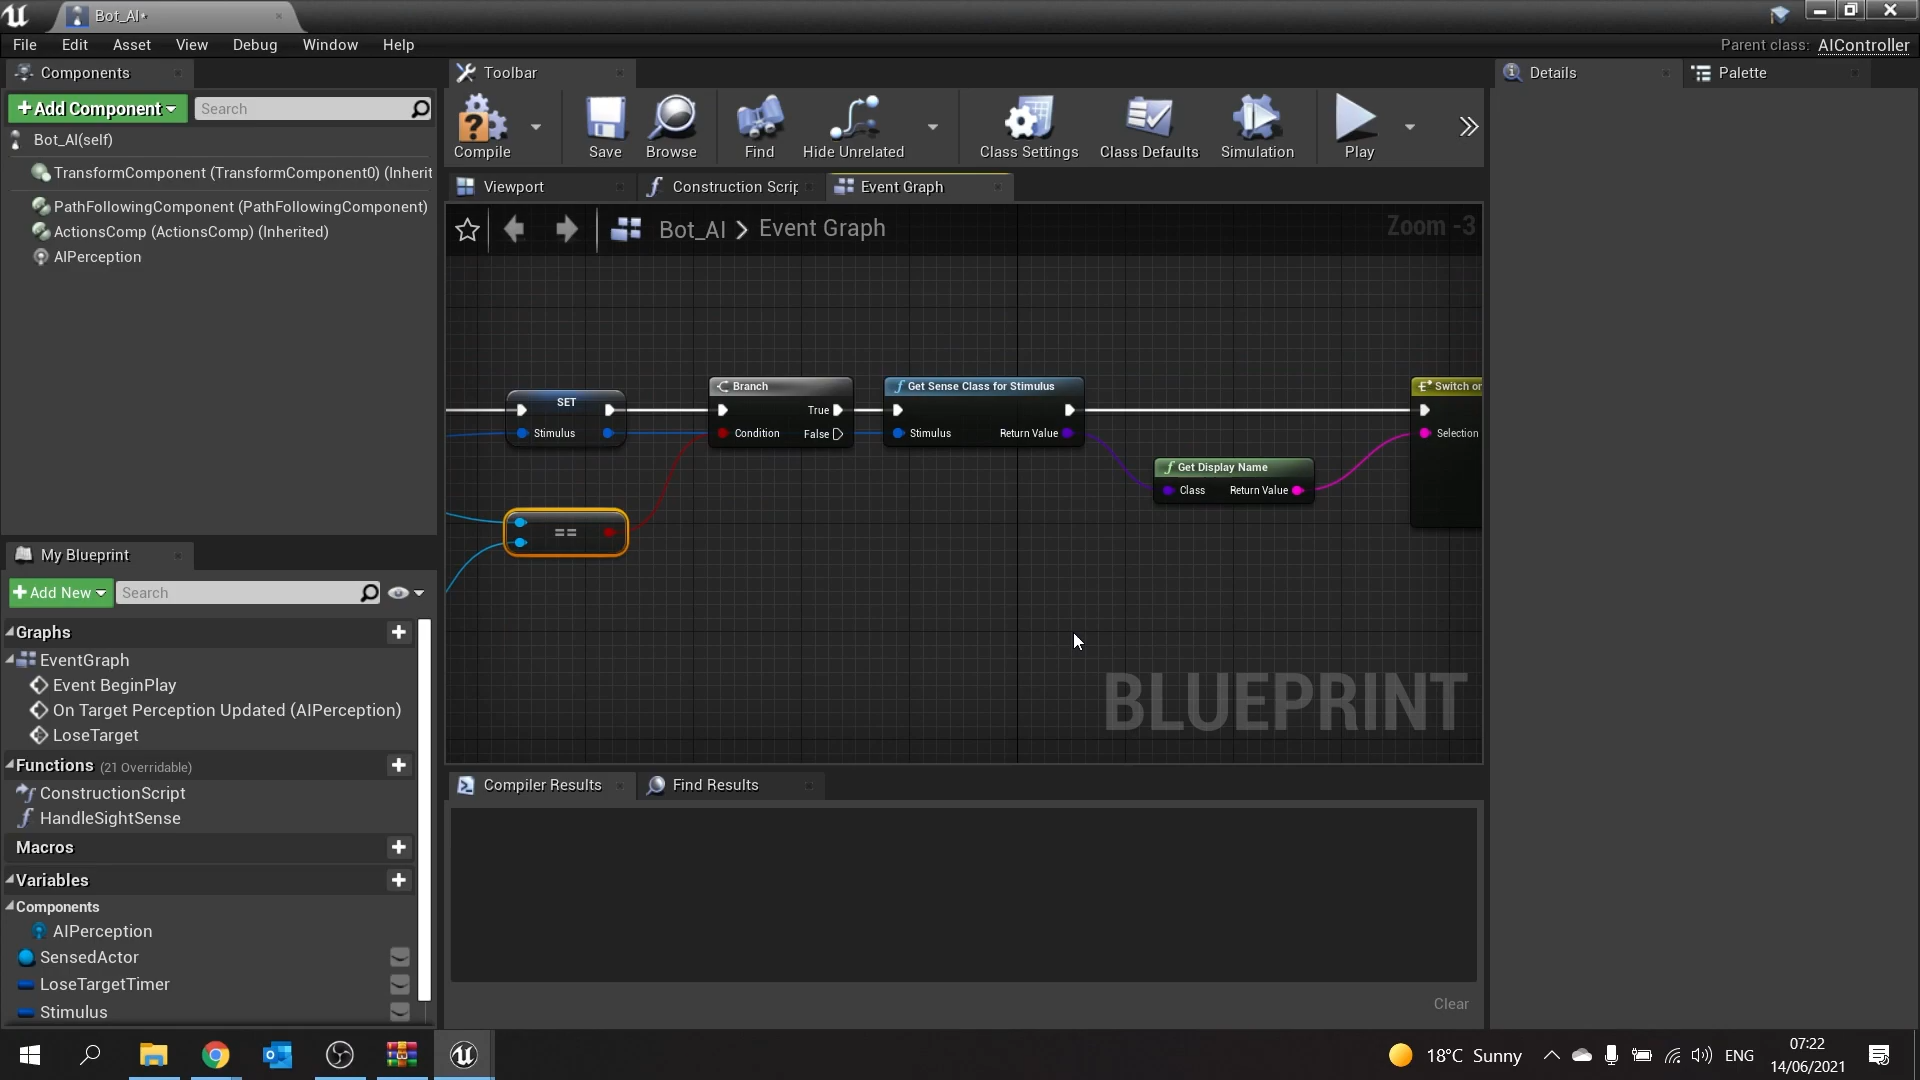 Bot_AI*
File Edit Asset View Debug Window Help
Parent class: AIController
Components
Toolbar
Details
Palette
Add Component
Search
Bot_AI(self)
TransformComponent (TransformComponent0) (Inherit
PathFollowingComponent (PathFollowingComponent)
ActionsComp (ActionsComp) (Inherited)
AIPerception
Compile
Save
Browse
Find
Hide Unrelated
Class Settings
Class Defaults
Simulation
Play
Viewport
Construction Scrip
Event Graph
Bot_AI > Event Graph
Zoom -3
SET
Stimulus
Branch
True
Condition
False
Get Sense Class for Stimulus
Stimulus
Return Value
Get Display Name
Class
Return Value
Switch on
Selection
==
BLUEPRINT
My Blueprint
Add New
Search
Graphs
EventGraph
Event BeginPlay
On Target Perception Updated (AIPerception)
LoseTarget
Functions (21 Overridable)
ConstructionScript
HandleSightSense
Macros
Variables
Components
AIPerception
SensedActor
LoseTargetTimer
Stimulus
Compiler Results
Find Results
Clear
18°C Sunny
ENG
07:22
14/06/2021